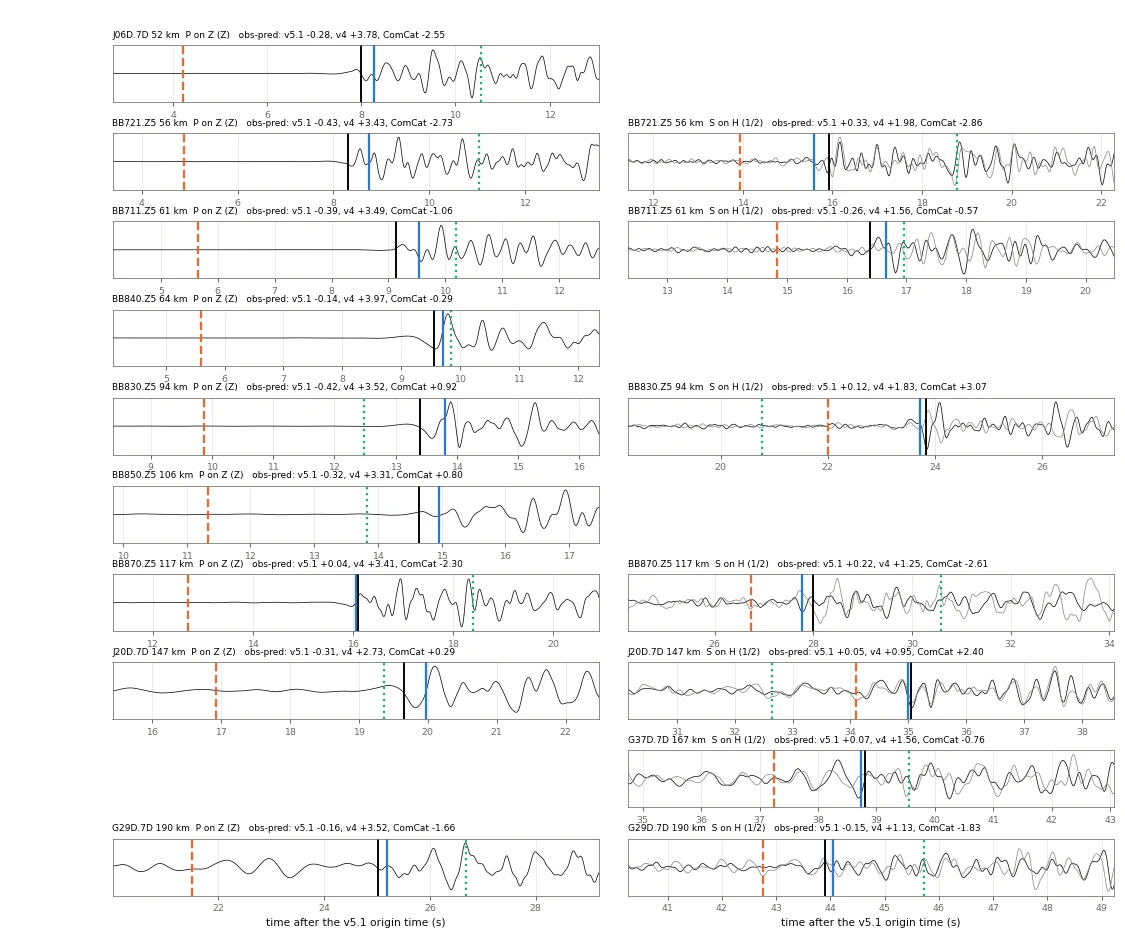 J06D.7D 52 km  P on Z (Z)   obs-pred: v5.1 -0.28, v4 +3.78, ComCat -2.55
4 6 8 10 12
BB721.Z5 56 km  P on Z (Z)   obs-pred: v5.1 -0.43, v4 +3.43, ComCat -2.73
4 6 8 10 12
BB721.Z5 56 km  S on H (1/2)   obs-pred: v5.1 +0.33, v4 +1.98, ComCat -2.86
12 14 16 18 20 22
BB711.Z5 61 km  P on Z (Z)   obs-pred: v5.1 -0.39, v4 +3.49, ComCat -1.06
5 6 7 8 9 10 11 12
BB711.Z5 61 km  S on H (1/2)   obs-pred: v5.1 -0.26, v4 +1.56, ComCat -0.57
13 14 15 16 17 18 19 20
BB840.Z5 64 km  P on Z (Z)   obs-pred: v5.1 -0.14, v4 +3.97, ComCat -0.29
5 6 7 8 9 10 11 12
BB830.Z5 94 km  P on Z (Z)   obs-pred: v5.1 -0.42, v4 +3.52, ComCat +0.92
9 10 11 12 13 14 15 16
BB830.Z5 94 km  S on H (1/2)   obs-pred: v5.1 +0.12, v4 +1.83, ComCat +3.07
20 22 24 26
BB850.Z5 106 km  P on Z (Z)   obs-pred: v5.1 -0.32, v4 +3.31, ComCat +0.80
10 11 12 13 14 15 16 17
BB870.Z5 117 km  P on Z (Z)   obs-pred: v5.1 +0.04, v4 +3.41, ComCat -2.30
12 14 16 18 20
BB870.Z5 117 km  S on H (1/2)   obs-pred: v5.1 +0.22, v4 +1.25, ComCat -2.61
26 28 30 32 34
J20D.7D 147 km  P on Z (Z)   obs-pred: v5.1 -0.31, v4 +2.73, ComCat +0.29
16 17 18 19 20 21 22
J20D.7D 147 km  S on H (1/2)   obs-pred: v5.1 +0.05, v4 +0.95, ComCat +2.40
31 32 33 34 35 36 37 38
G37D.7D 167 km  S on H (1/2)   obs-pred: v5.1 +0.07, v4 +1.56, ComCat -0.76
35 36 37 38 39 40 41 42 43
G29D.7D 190 km  P on Z (Z)   obs-pred: v5.1 -0.16, v4 +3.52, ComCat -1.66
22 24 26 28
time after the v5.1 origin time (s)
G29D.7D 190 km  S on H (1/2)   obs-pred: v5.1 -0.15, v4 +1.13, ComCat -1.83
41 42 43 44 45 46 47 48 49
time after the v5.1 origin time (s)